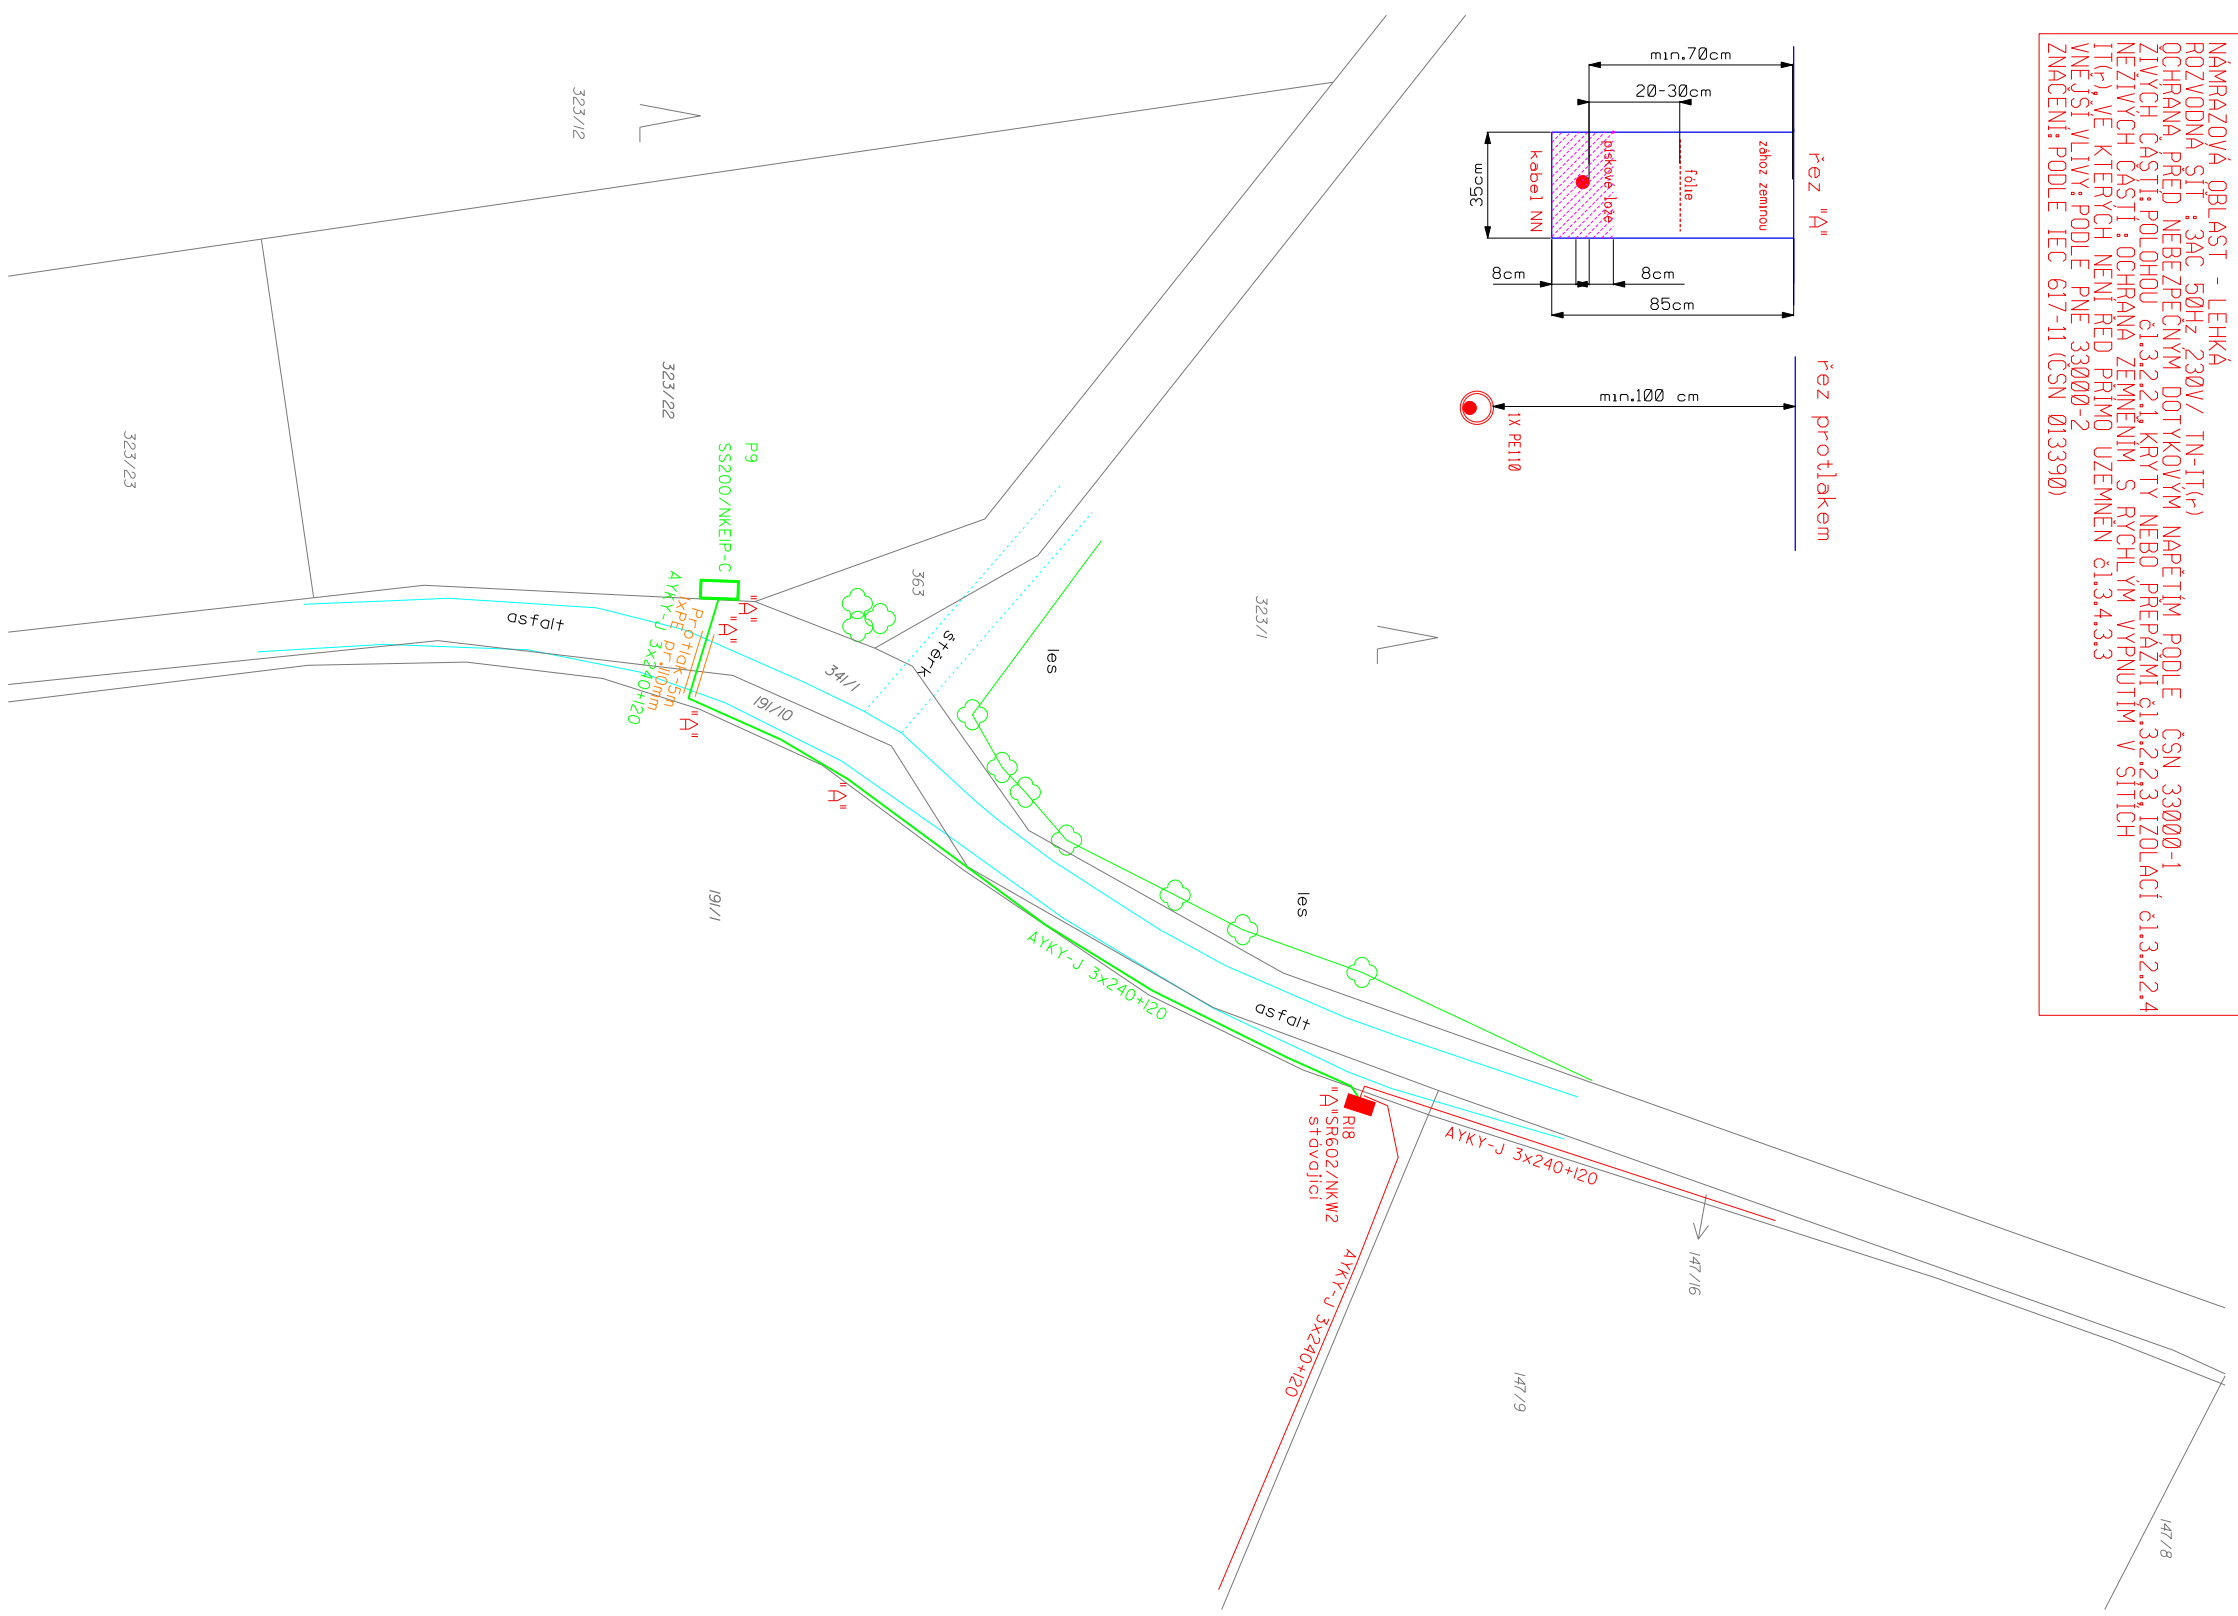 NÁMRAZOVÁ OBLAST - LEHKÁ
ROZVODNÁ SÍŤ : 3AC 50Hz 230V/ TN-IT(r)
OCHRANA PŘED NEBEZPEČNÝM DOTYKOVÝM NAPĚTÍM PODLE ČSN 33000-1
ŽIVÝCH ČÁSTÍ:POLOHOU čl.3.2.2.1, KRYTY NEBO PŘEPÁŽMI čl.3.2.2.3, IZOLACÍ čl.3.2.2.4
NEŽIVÝCH ČÁSTÍ :OCHRANA ZEMNĚNÍM S RYCHLÝM VYPNUTÍM V SÍTÍCH
IT(r), VE KTERÝCH NENÍ ŘED PŘÍMO UZEMNĚN čl.3.4.3.3
VNĚJŠÍ VLIVY: PODLE PNE 33000-2
ZNAČENÍ:PODLE IEC 617-11 (ČSN 013390)
řez "A"
min.70cm
20-30cm
zához zeminou
fólie
pískové lože
kabel NN
35cm
8cm
8cm
85cm
řez protlakem
min.100 cm
1X PE110
323/12
323/22
323/23
P9
SS200/NKE1P-C
363
323/1
"A"
"A"
asfalt
Protlak-5m
1xPE pr.110mm
AYKY-J 3x240+120
"A"
štěrk
les
341/1
191/10
"A"
191/1
les
AYKY-J 3x240+120
asfalt
"A"
R18
SR602/NKW2
stávající
AYKY-J 3x240+120
AYKY-J 3x240+120
147/16
147/9
147/8